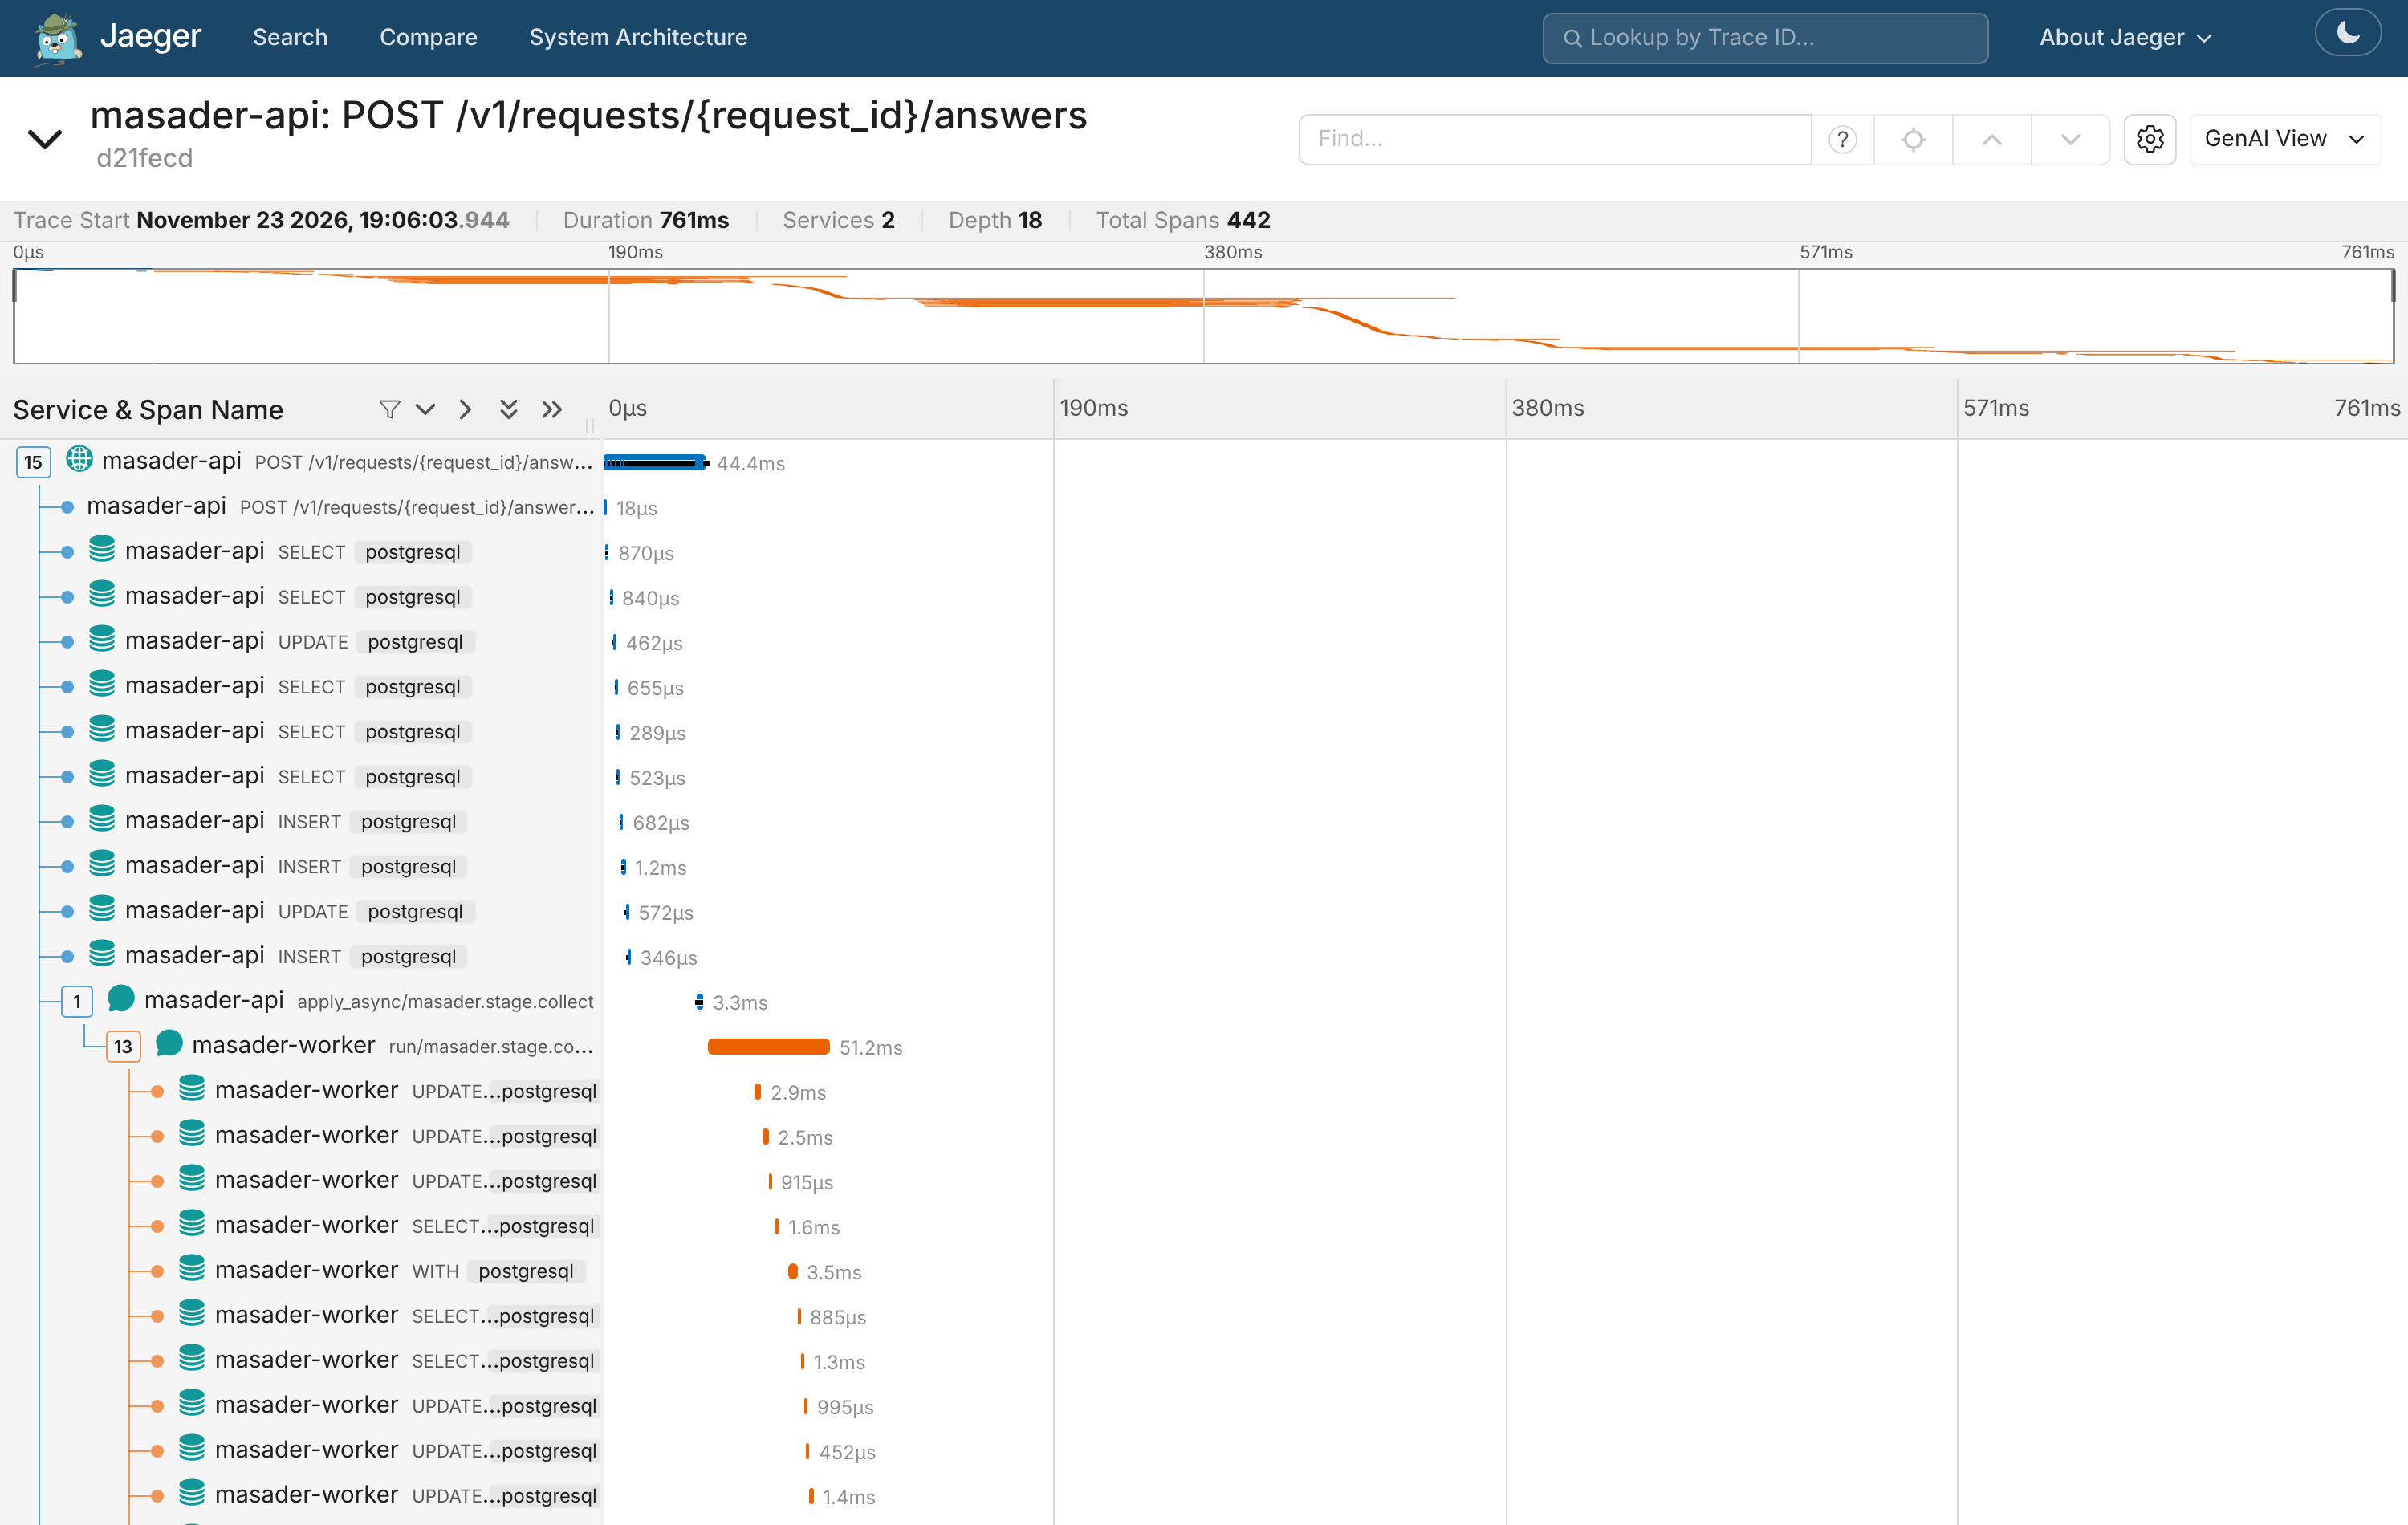 Jaeger Search Compare System Architecture Lookup by Trace ID... About Jaeger
masader-api: POST /v1/requests/{request_id}/answers
d21fecd
Find... ? GenAI View
Trace Start November 23 2026, 19:06:03.944 Duration 761ms Services 2 Depth 18 Total Spans 442
0μs 190ms 380ms 571ms 761ms
Service & Span Name 0μs 190ms 380ms 571ms 761ms
15 masader-api POST /v1/requests/{request_id}/answ... 44.4ms
masader-api POST /v1/requests/{request_id}/answer... 18μs
masader-api SELECT postgresql 870μs
masader-api SELECT postgresql 840μs
masader-api UPDATE postgresql 462μs
masader-api SELECT postgresql 655μs
masader-api SELECT postgresql 289μs
masader-api SELECT postgresql 523μs
masader-api INSERT postgresql 682μs
masader-api INSERT postgresql 1.2ms
masader-api UPDATE postgresql 572μs
masader-api INSERT postgresql 346μs
1 masader-api apply_async/masader.stage.collect 3.3ms
13 masader-worker run/masader.stage.co... 51.2ms
masader-worker UPDATE... postgresql 2.9ms
masader-worker UPDATE... postgresql 2.5ms
masader-worker UPDATE... postgresql 915μs
masader-worker SELECT... postgresql 1.6ms
masader-worker WITH postgresql 3.5ms
masader-worker SELECT... postgresql 885μs
masader-worker SELECT... postgresql 1.3ms
masader-worker UPDATE... postgresql 995μs
masader-worker UPDATE... postgresql 452μs
masader-worker UPDATE... postgresql 1.4ms